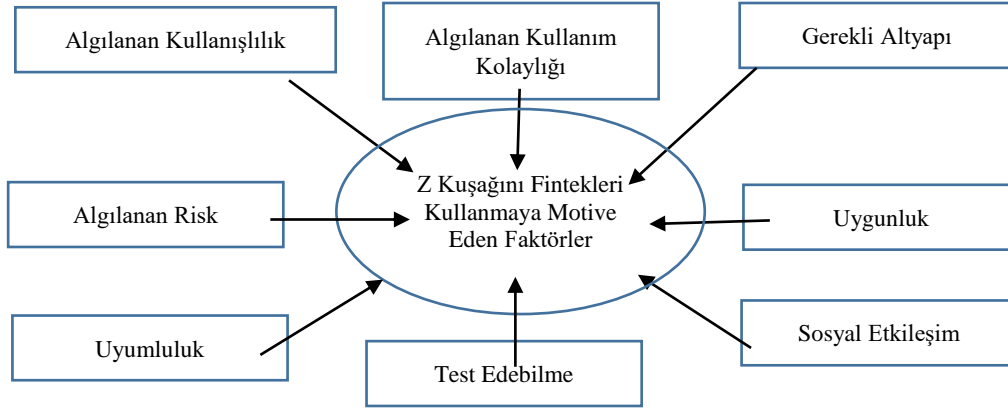 Algılanan Kullanışlılık
Algılanan Kullanım
Kolaylığı
Gerekli Altyapı
Z Kuşağını Fintekleri
Kullanmaya Motive
Eden Faktörler
Algılanan Risk
Uygunluk
Uyumluluk
Test Edebilme
Sosyal Etkileşim